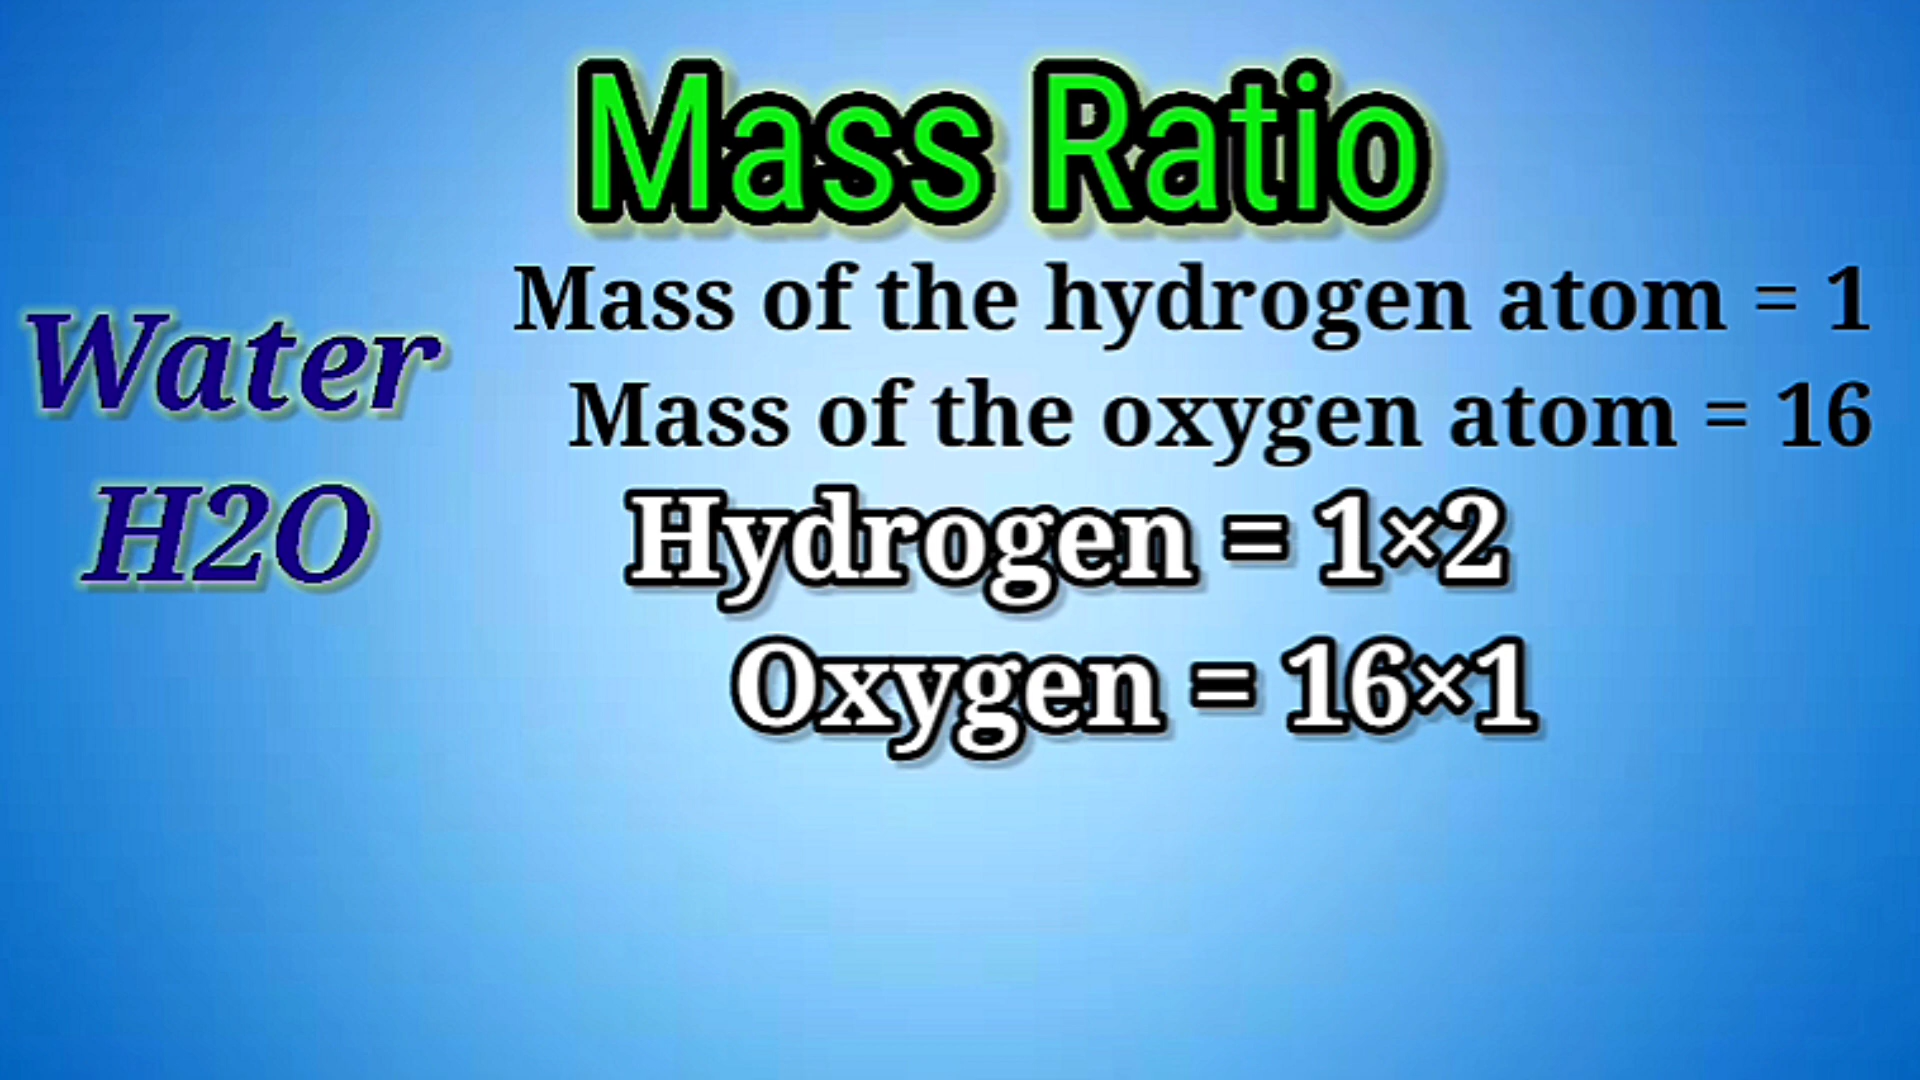 Mass Ratio
Mass of the hydrogen atom = 1
Mass of the oxygen atom = 16
Water
H2O
Hydrogen = 1×2
Oxygen = 16×1